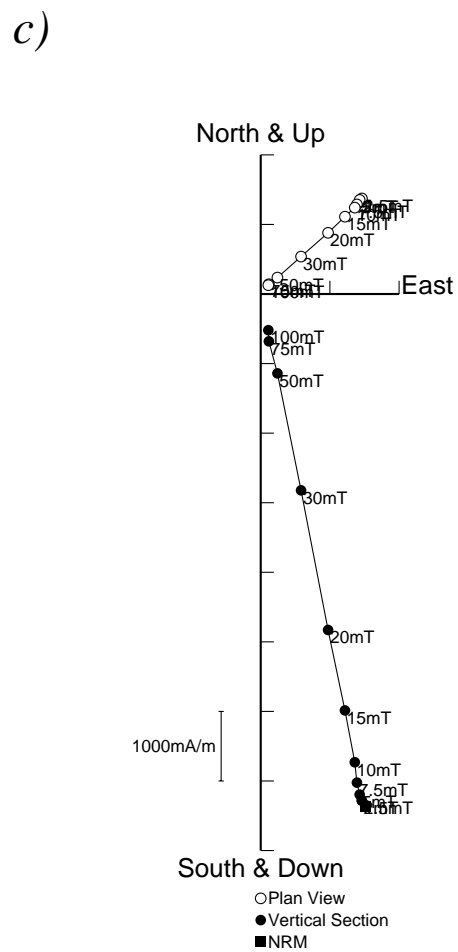 c)
North & Up
15mT
20mT
30mT
50mT
East
100mT
75mT
50mT
30mT
20mT
15mT
1000mA/m
10mT
7.5mT
South & Down
Plan View
Vertical Section
NRM